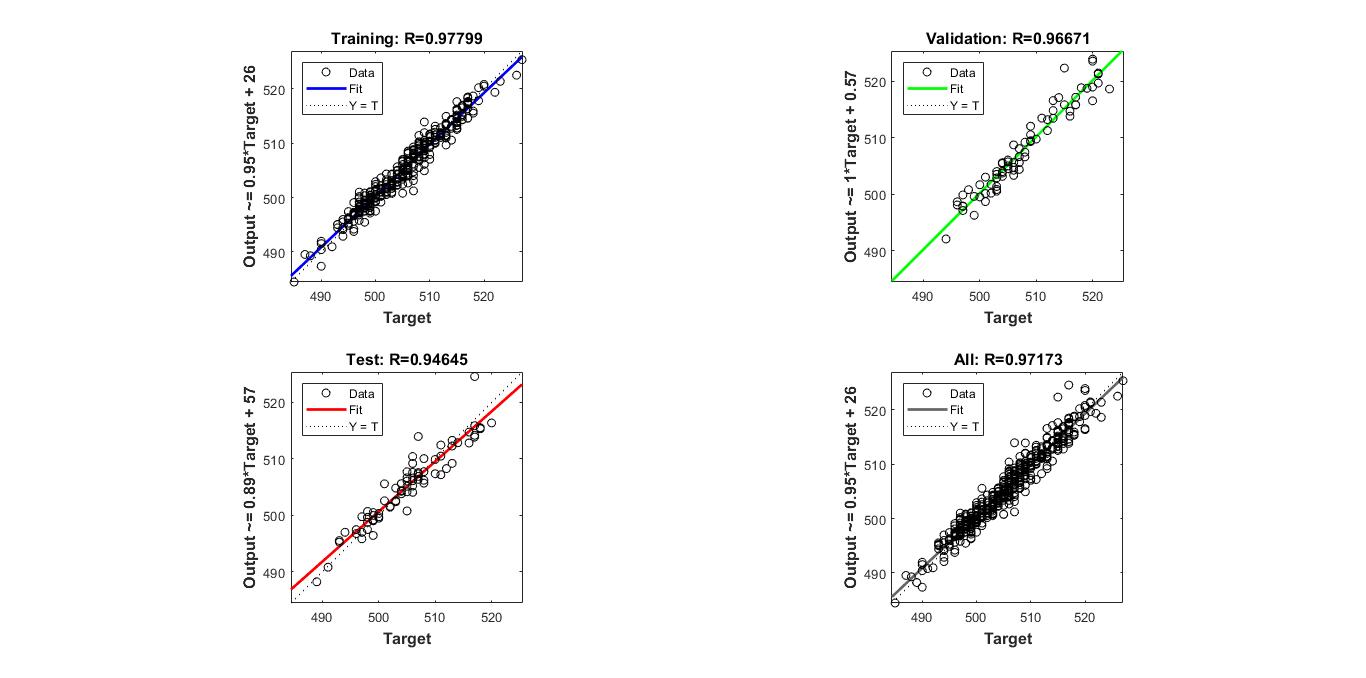 Training: R=0.97799
Output ~= 0.95*Target + 26
Data
Fit
Y = T
520
510
500
490
490 500 510 520
Target
Validation: R=0.96671
Output ~= 1*Target + 0.57
Data
Fit
Y = T
520
510
500
490
490 500 510 520
Target
Test: R=0.94645
Output ~= 0.89*Target + 57
Data
Fit
Y = T
520
510
500
490
490 500 510 520
Target
All: R=0.97173
Output ~= 0.95*Target + 26
Data
Fit
Y = T
520
510
500
490
490 500 510 520
Target